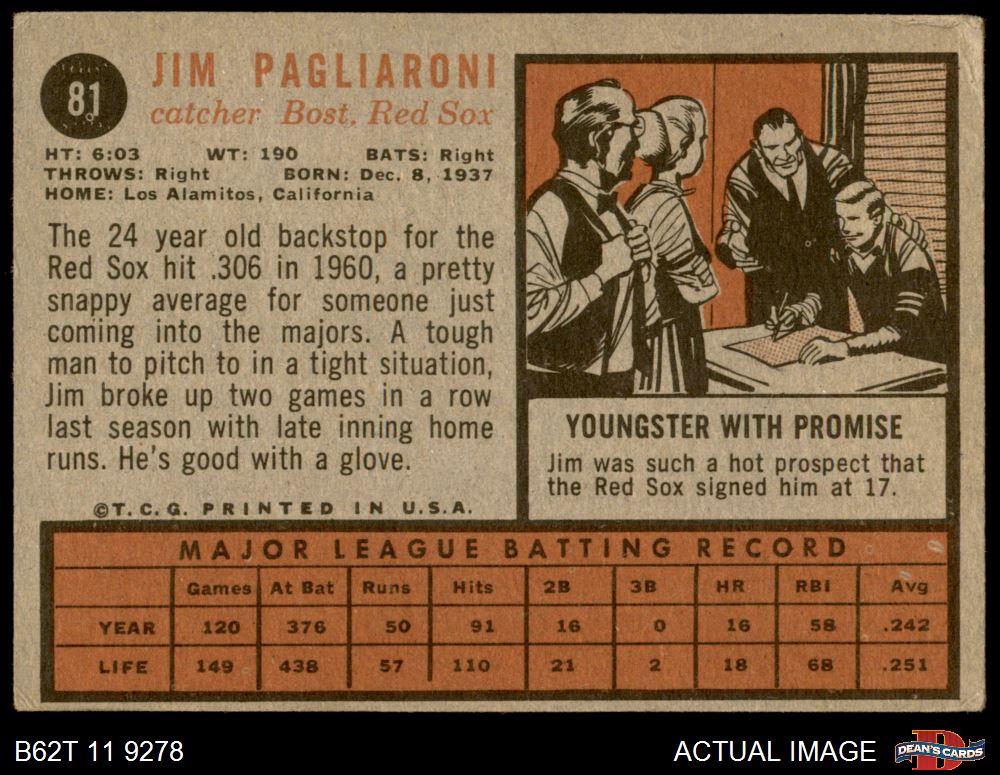 81
JIM PAGLIARONI
catcher Bost. Red Sox
HT: 6:03 WT: 190 BATS: Right
THROWS: Right BORN: Dec. 8, 1937
HOME: Los Alamitos, California
The 24 year old backstop for the
Red Sox hit .306 in 1960, a pretty
snappy average for someone just
coming into the majors. A tough
man to pitch to in a tight situation,
Jim broke up two games in a row
last season with late inning home
runs. He's good with a glove.
©T. C. G. PRINTED IN U.S.A.
YOUNGSTER WITH PROMISE
Jim was such a hot prospect that
the Red Sox signed him at 17.
MAJOR LEAGUE BATTING RECORD
Games At Bat Runs Hits 2B 3B HR RBI Avg
YEAR 120 376 50 91 16 0 16 58 .242
LIFE 149 438 57 110 21 2 18 68 .251
B62T 11 9278
ACTUAL IMAGE
D
DEAN'S CARDS